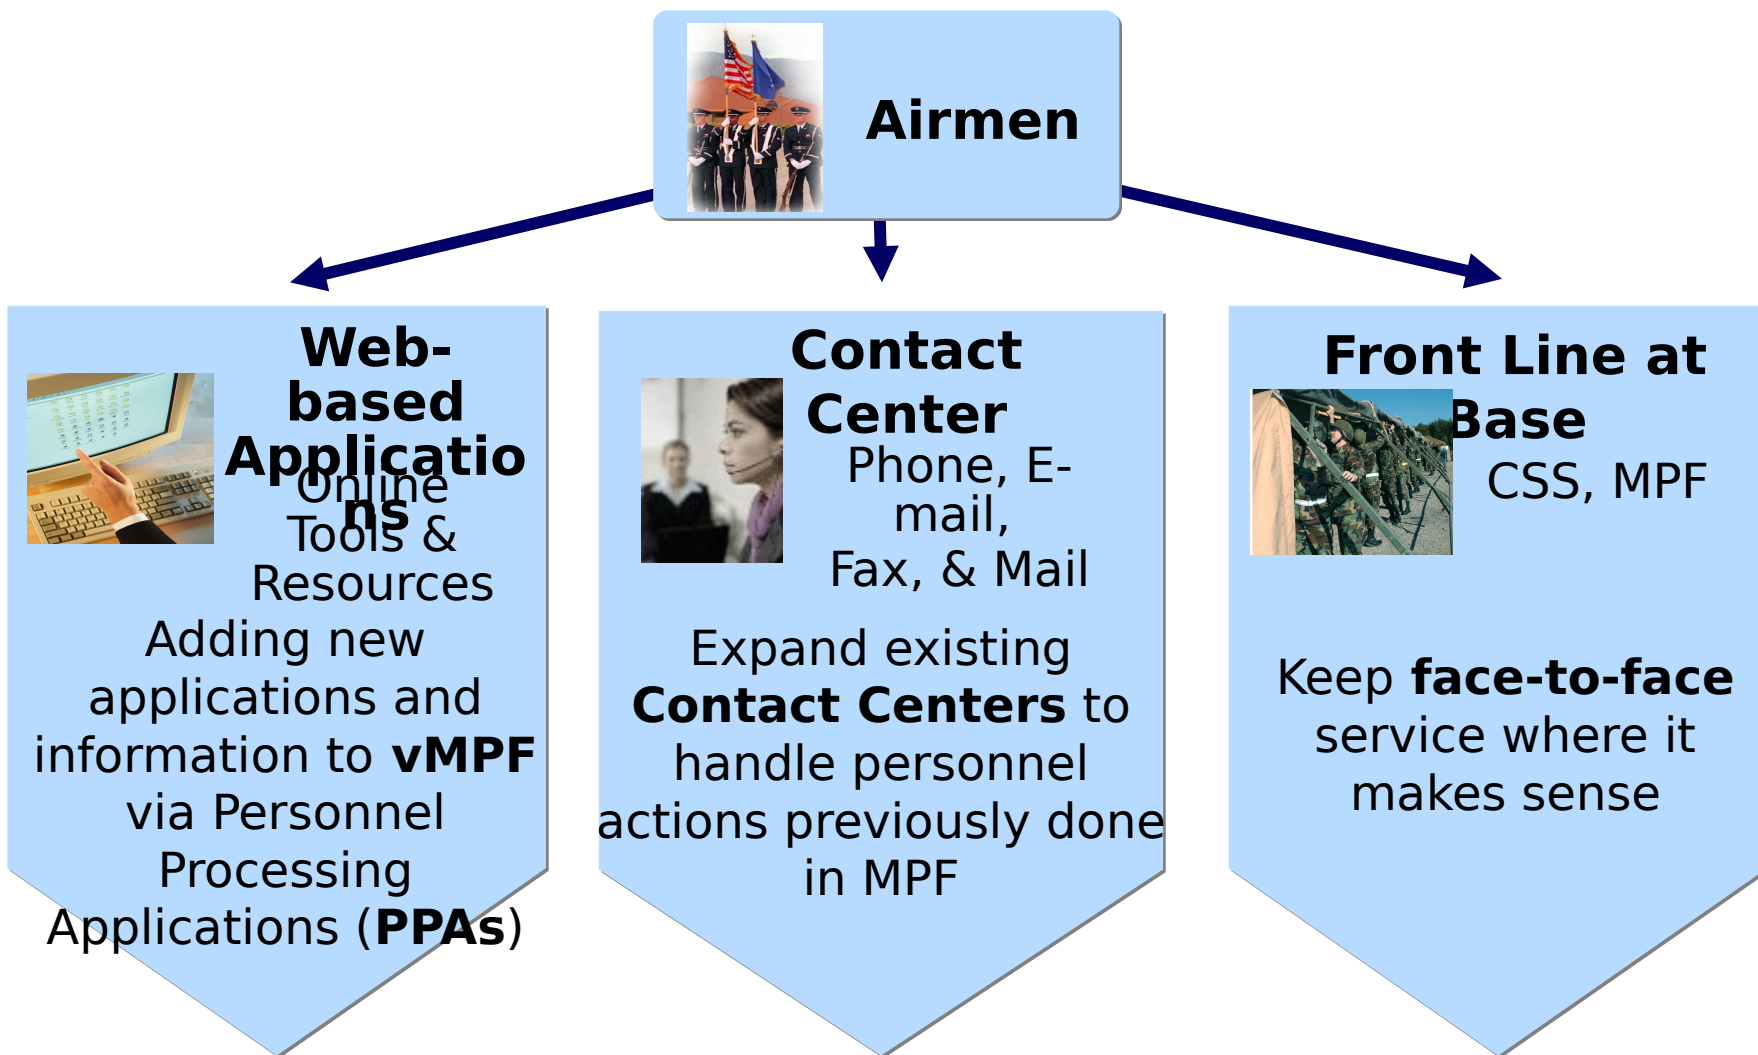 Airmen
Web-
based
Applicatio
ns
Online
Tools &
Resources
Adding new
applications and
information to vMPF
via Personnel
Processing
Applications (PPAs)
Contact
Center
Phone, E-
mail,
Fax, & Mail
Expand existing
Contact Centers to
handle personnel
actions previously done
in MPF
Front Line at
Base
CSS, MPF
Keep face-to-face
service where it
makes sense